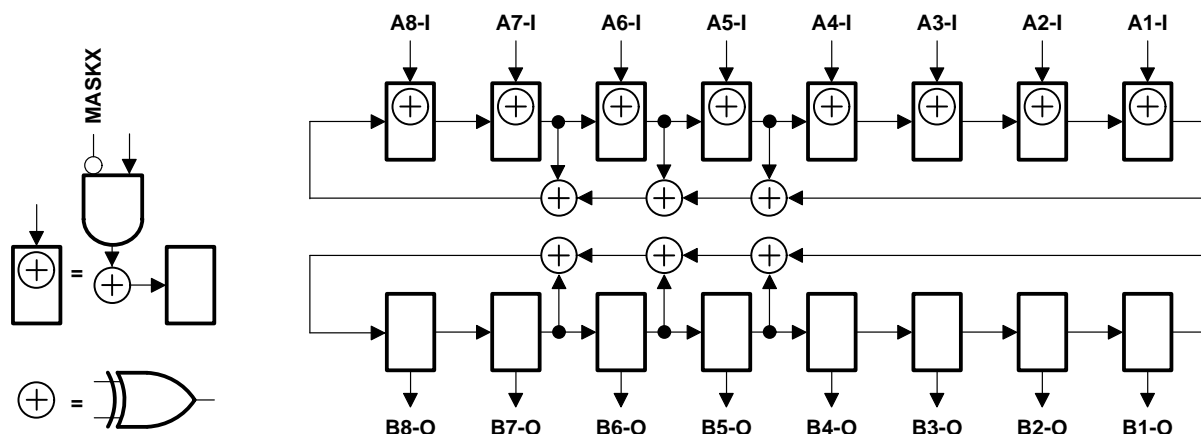 A8-I A7-I A6-I A5-I A4-I A3-I A2-I A1-I
MASKX
=
=
B8-O B7-O B6-O B5-O B4-O B3-O B2-O B1-O